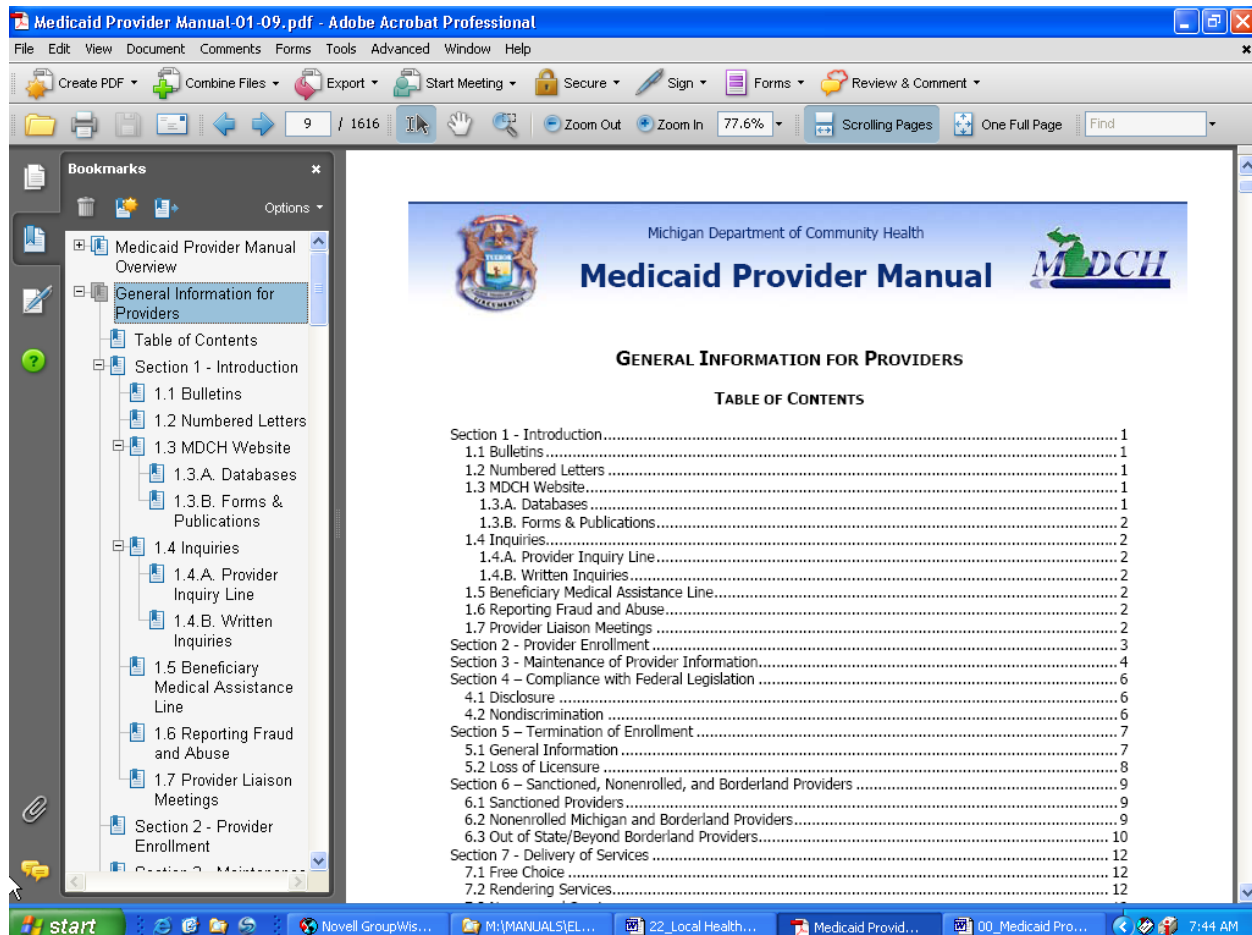 Medicaid Provider Manual-01-09.pdf - Adobe Acrobat Professional
File Edit View Document Comments Forms Tools Advanced Window Help
Create PDF Combine Files Export Start Meeting Secure Sign Forms Review & Comment
9 / 1616 Zoom Out Zoom In 77.6% Scrolling Pages One Full Page Find
Bookmarks
Options
Medicaid Provider Manual
Overview
General Information for
Providers
Table of Contents
Section 1 - Introduction
1.1 Bulletins
1.2 Numbered Letters
1.3 MDCH Website
1.3.A. Databases
1.3.B. Forms &
Publications
1.4 Inquiries
1.4.A. Provider
Inquiry Line
1.4.B. Written
Inquiries
1.5 Beneficiary
Medical Assistance
Line
1.6 Reporting Fraud
and Abuse
1.7 Provider Liaison
Meetings
Section 2 - Provider
Enrollment
Michigan Department of Community Health
Medicaid Provider Manual
MDCH
TUEBOR
GENERAL INFORMATION FOR PROVIDERS
TABLE OF CONTENTS
Section 1 - Introduction 1
1.1 Bulletins 1
1.2 Numbered Letters 1
1.3 MDCH Website 1
1.3.A. Databases 1
1.3.B. Forms & Publications 2
1.4 Inquiries 2
1.4.A. Provider Inquiry Line 2
1.4.B. Written Inquiries 2
1.5 Beneficiary Medical Assistance Line 2
1.6 Reporting Fraud and Abuse 2
1.7 Provider Liaison Meetings 2
Section 2 - Provider Enrollment 3
Section 3 - Maintenance of Provider Information 4
Section 4 – Compliance with Federal Legislation 6
4.1 Disclosure 6
4.2 Nondiscrimination 6
Section 5 – Termination of Enrollment 7
5.1 General Information 7
5.2 Loss of Licensure 8
Section 6 – Sanctioned, Nonenrolled, and Borderland Providers 9
6.1 Sanctioned Providers 9
6.2 Nonenrolled Michigan and Borderland Providers 9
6.3 Out of State/Beyond Borderland Providers 10
Section 7 - Delivery of Services 12
7.1 Free Choice 12
7.2 Rendering Services 12
start Novell GroupWis... M:\MANUALS\EL... 22_Local Health... Medicaid Provid... 00_Medicaid Pro... 7:44 AM